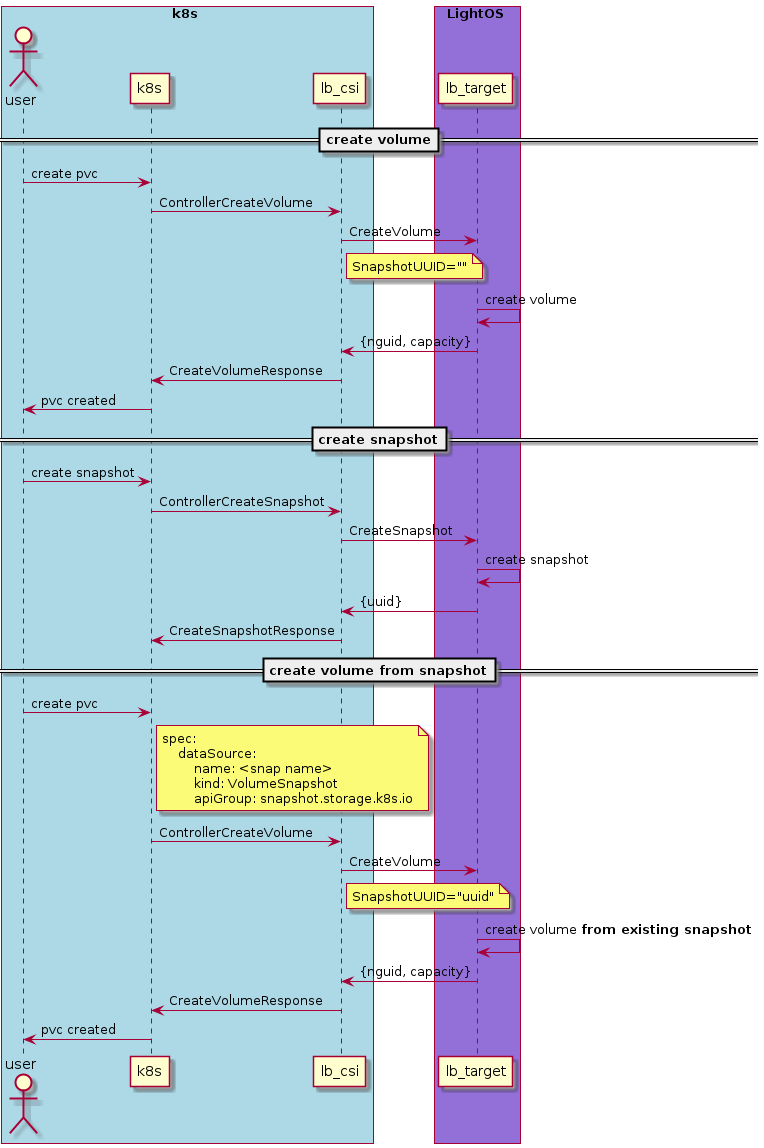 k8s
LightOS
user
k8s
lb_csi
lb_target
create volume
create pvc
ControllerCreateVolume
CreateVolume
SnapshotUUID=""
create volume
{nguid, capacity}
CreateVolumeResponse
pvc created
create snapshot
create snapshot
ControllerCreateSnapshot
CreateSnapshot
create snapshot
{uuid}
CreateSnapshotResponse
create volume from snapshot
create pvc
spec:
dataSource:
name: <snap name>
kind: VolumeSnapshot
apiGroup: snapshot.storage.k8s.io
ControllerCreateVolume
CreateVolume
SnapshotUUID="uuid"
create volume from existing snapshot
{nguid, capacity}
CreateVolumeResponse
pvc created
user
k8s
lb_csi
lb_target